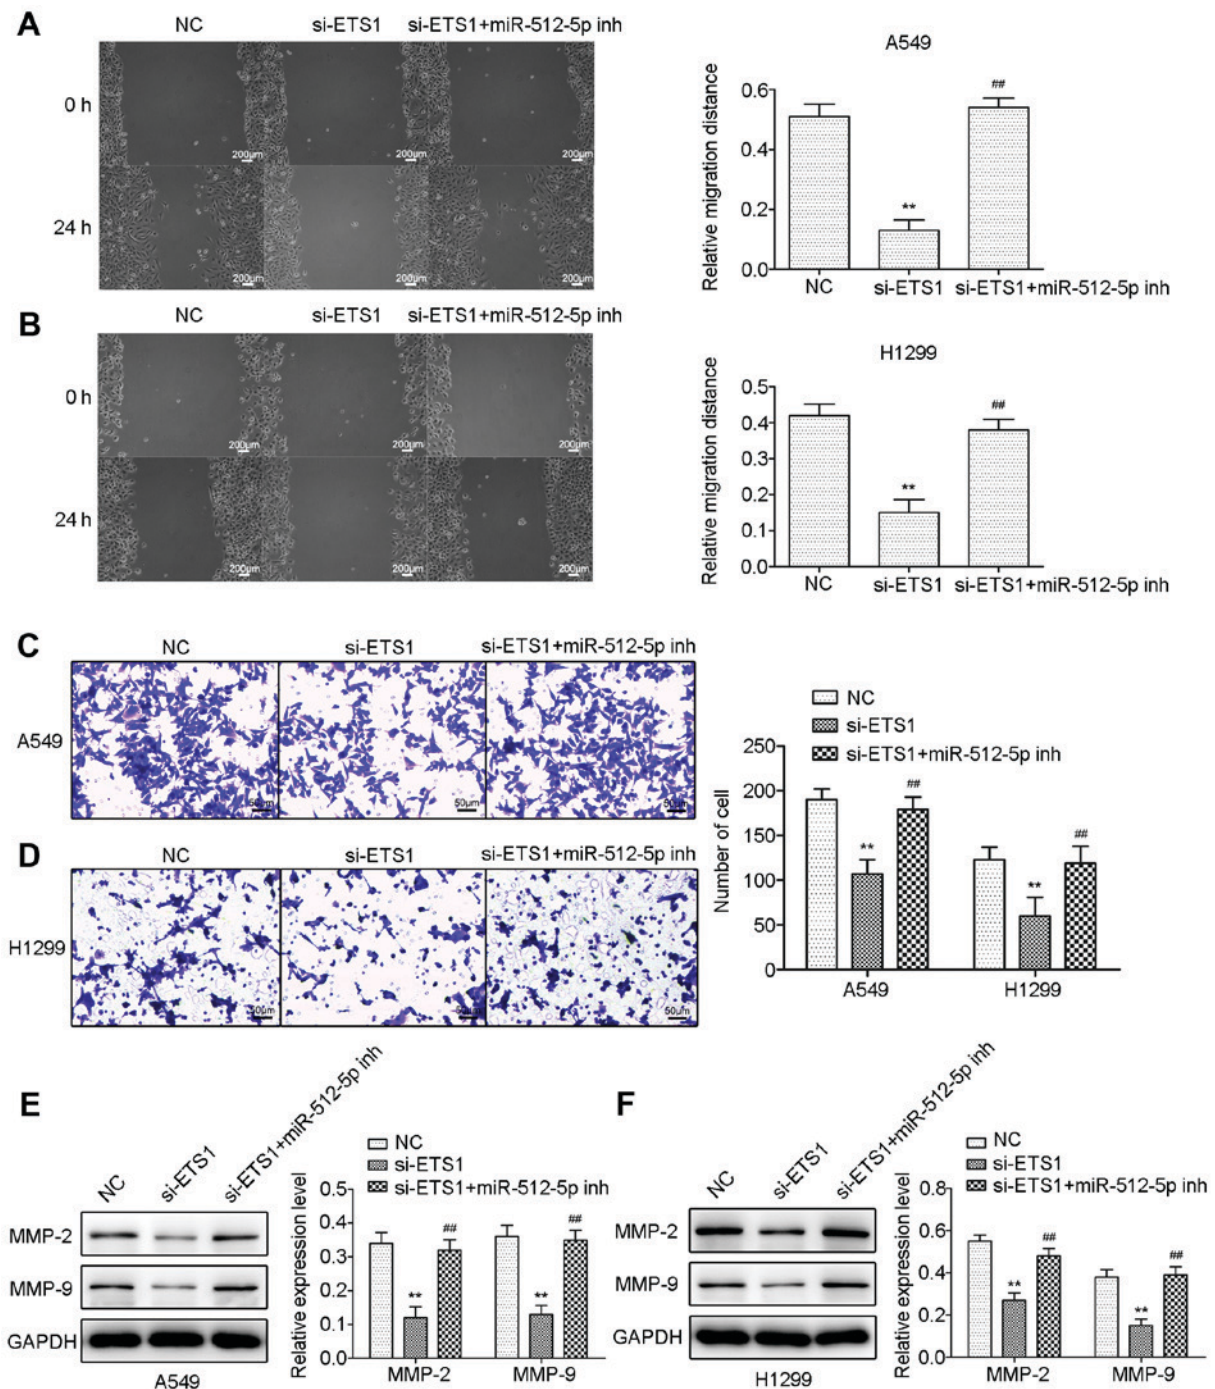 A
NC si-ETS1 si-ETS1+miR-512-5p inh
0 h
200μm 200μm 200μm
24 h
200μm 200μm 200μm
A549
Relative migration distance
0.6
0.4
0.2
0.0
** ##
NC si-ETS1 si-ETS1+miR-512-5p inh
B
NC si-ETS1 si-ETS1+miR-512-5p inh
0 h
200μm 200μm 200μm
24 h
200μm 200μm 200μm
H1299
Relative migration distance
0.5
0.4
0.3
0.2
0.1
0.0
** ##
NC si-ETS1 si-ETS1+miR-512-5p inh
C
NC si-ETS1 si-ETS1+miR-512-5p inh
A549
50μm 50μm 50μm
D
NC si-ETS1 si-ETS1+miR-512-5p inh
H1299
50μm 50μm 50μm
NC
si-ETS1
si-ETS1+miR-512-5p inh
Number of cell
250
200
150
100
50
0
** ## ** ##
A549 H1299
E
NC si-ETS1 si-ETS1+miR-512-5p inh
MMP-2
MMP-9
GAPDH
A549
NC
si-ETS1
si-ETS1+miR-512-5p inh
Relative expression level
0.5
0.4
0.3
0.2
0.1
0.0
** ## ** ##
MMP-2 MMP-9
F
NC si-ETS1 si-ETS1+miR-512-5p inh
MMP-2
MMP-9
GAPDH
H1299
NC
si-ETS1
si-ETS1+miR-512-5p inh
Relative expression level
0.8
0.6
0.4
0.2
0.0
** ## ** ##
MMP-2 MMP-9